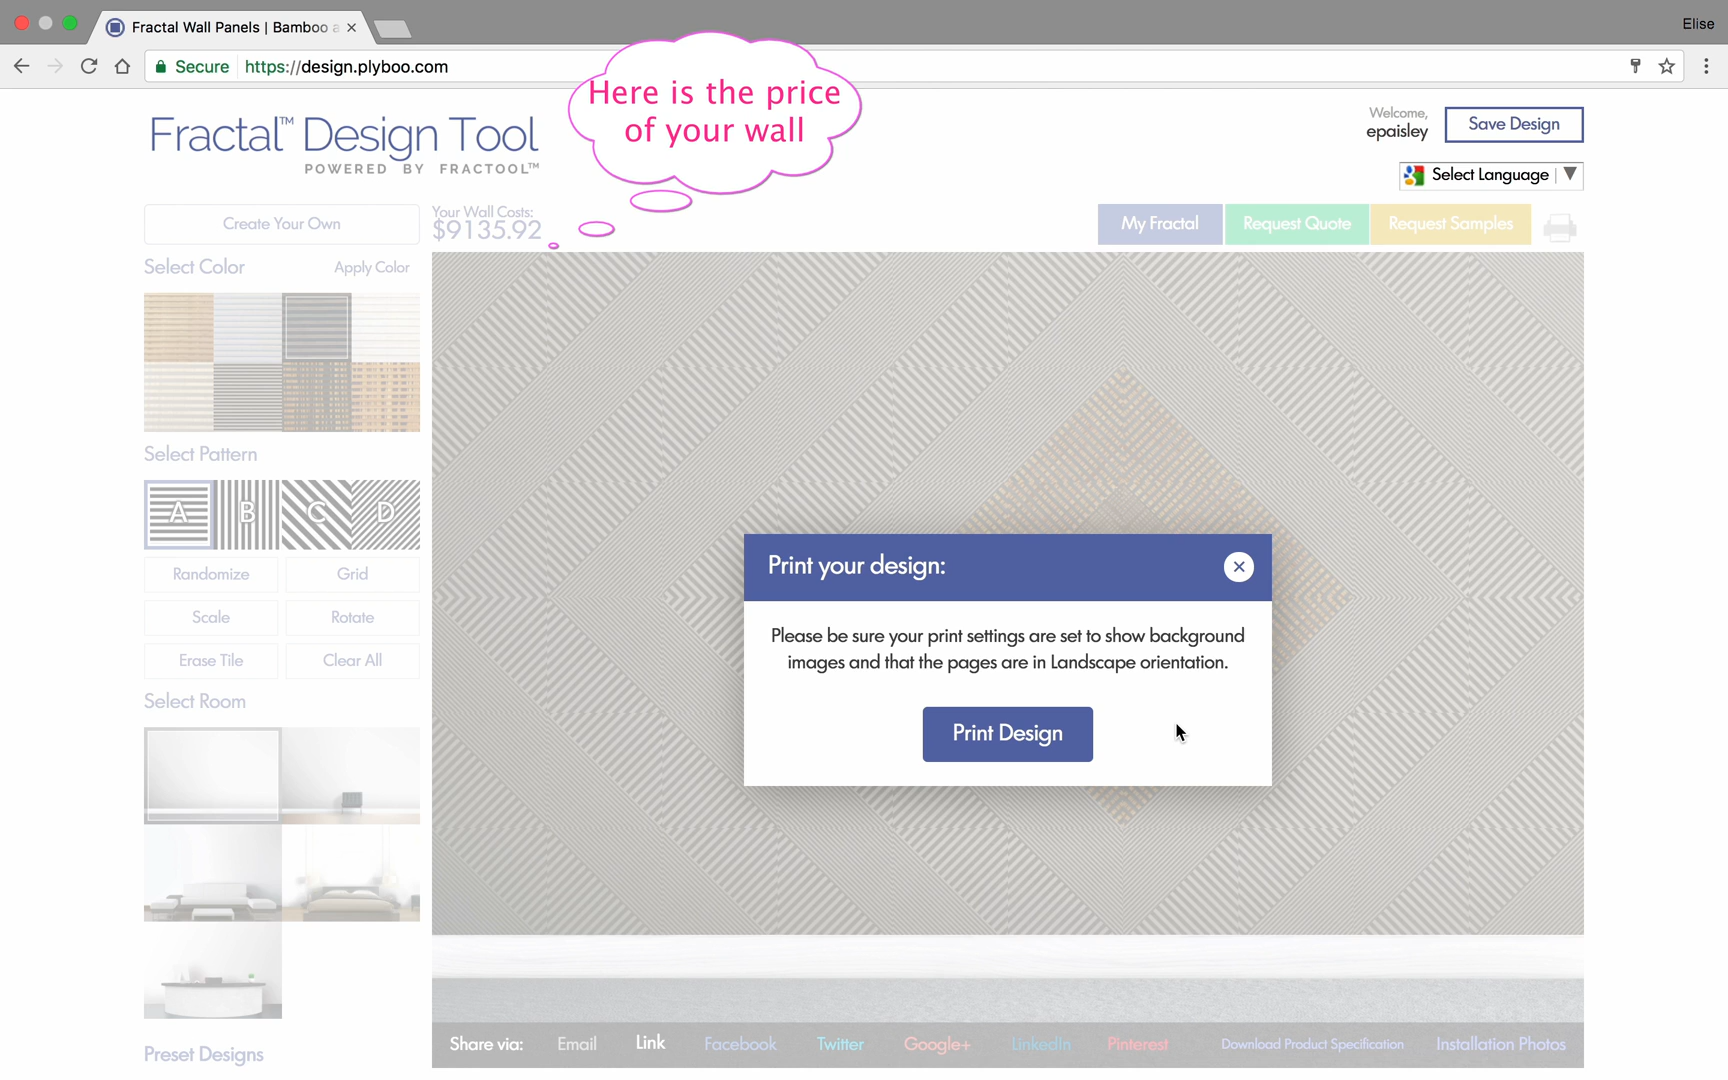 Fractal Wall Panels | Bamboo a
Elise
Secure
https://design.plyboo.com
Here is the price
of your wall
Fractal™ Design Tool
POWERED BY FRACTOOL™
Welcome,
epaisley
Save Design
Select Language
Create Your Own
Your Wall Costs:
$9135.92
My Fractal
Request Quote
Request Samples
Select Color
Apply Color
Select Pattern
A B C D
Randomize
Grid
Scale
Rotate
Erase Tile
Clear All
Select Room
Print your design:
Please be sure your print settings are set to show background
images and that the pages are in Landscape orientation.
Print Design
Preset Designs
Share via:
Email
Link
Facebook
Twitter
Google+
LinkedIn
Pinterest
Download Product Specification
Installation Photos